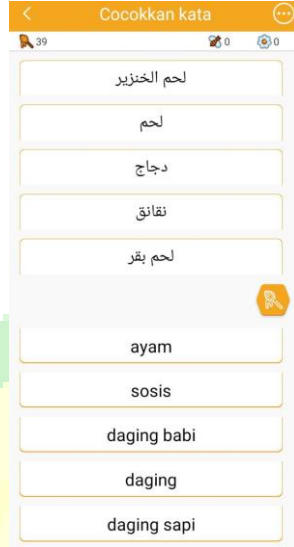 Cocokkan kata
39
0
0
لحم الخنزير
لحم
دجاج
نقانق
لحم بقر
ayam
sosis
daging babi
daging
daging sapi